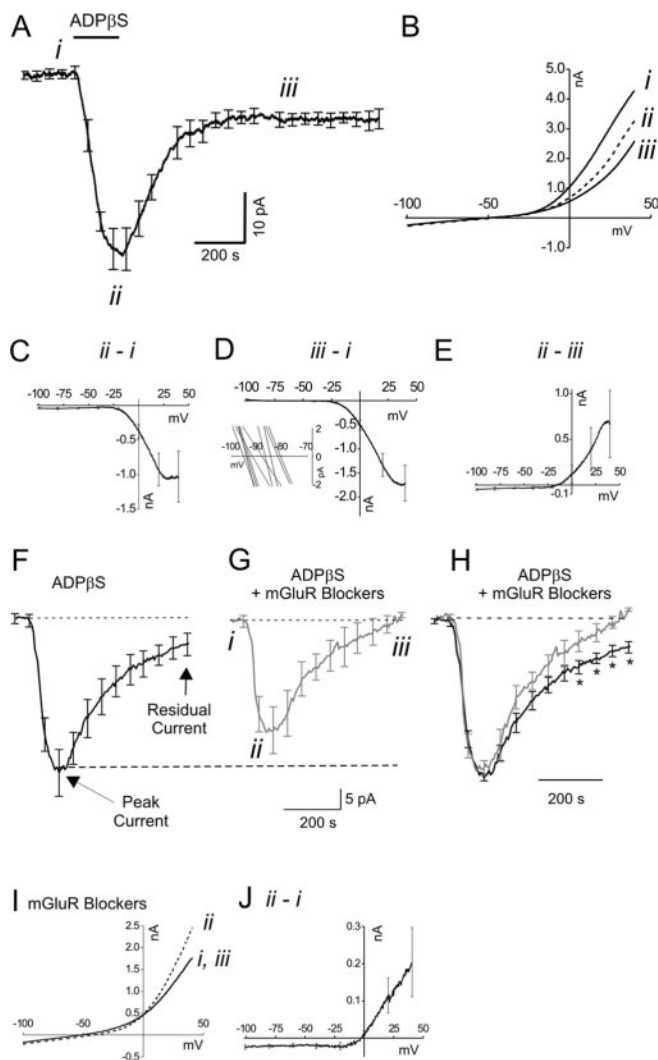 A
ADPβS
i
iii
ii
10 pA
200 s
B
5.0
nA
4.0
3.0
2.0
1.0
-1.0
-100
50
mV
i
ii
iii
C
ii - i
-100 -75 -50 -25 0 25 50
mV
-0.5
-1.0
-1.5
nA
D
iii - i
-100 -75 -50 -25 0 25 50
mV
-0.5
-1.0
-1.5
-2.0
nA
-100 -90 -80 -70
mV
2
0
-2
pA
E
ii - iii
1.0
nA
0.5
-0.1
-100 -75 -50 -25 0 25 50
mV
F
ADPβS
Residual
Current
Peak
Current
G
ADPβS
+ mGluR Blockers
i
ii
iii
5 pA
200 s
H
ADPβS
+ mGluR Blockers
* * * *
200 s
I
mGluR Blockers
2.5
nA
2.0
1.5
1.0
0.5
0.5
-100 -50 0 50
mV
ii
i, iii
J
ii - i
0.3
nA
0.2
0.1
-100 -75 -50 -25 0 25 50
mV